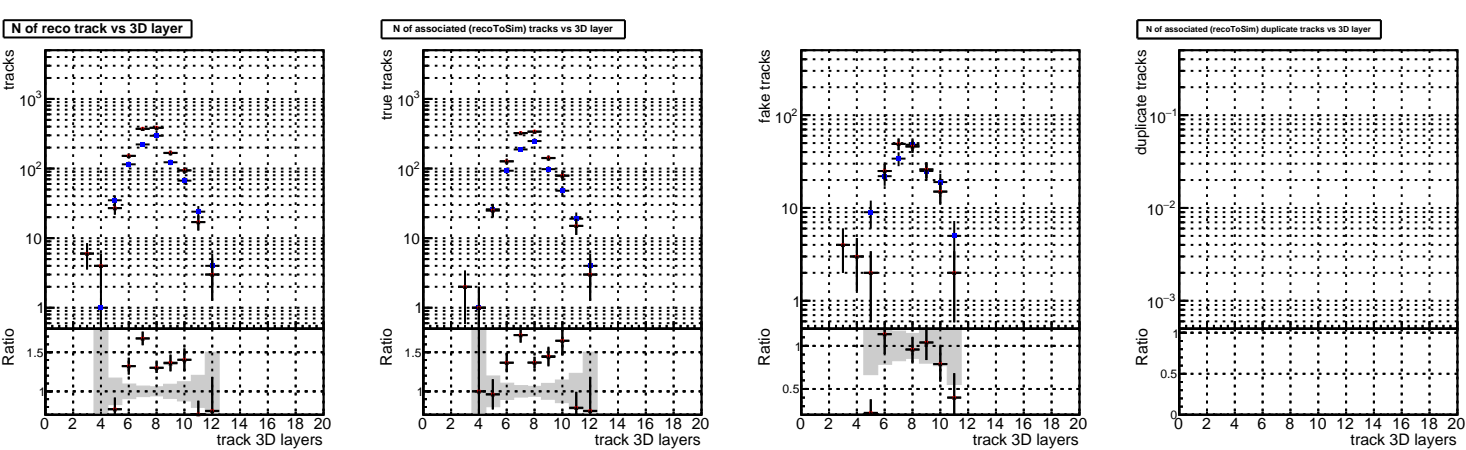 N of reco track vs 3D layer
tracks
10³
10²
10
1
Ratio
1.5
1
0 2 4 6 8 10 12 14 16 18 20
track 3D layers
N of associated (recoToSim) tracks vs 3D layer
true tracks
10³
10²
10
1
Ratio
1.5
1
0 2 4 6 8 10 12 14 16 18 20
track 3D layers
fake tracks
10²
10
1
Ratio
1
0.5
0 2 4 6 8 10 12 14 16 18 20
track 3D layers
N of associated (recoToSim) duplicate tracks vs 3D layer
duplicate tracks
10⁻¹
10⁻²
10⁻³
Ratio
1
0.5
0
0 2 4 6 8 10 12 14 16 18 20
track 3D layers